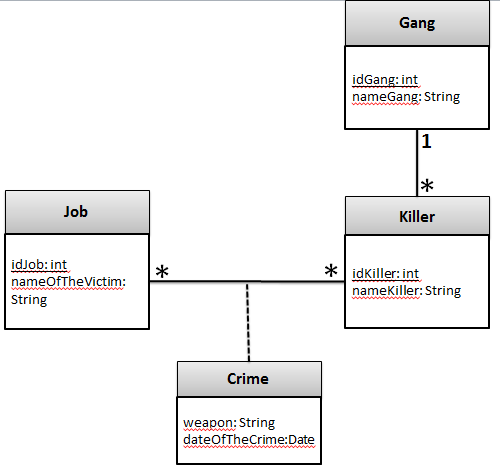 Gang
idGang: int
nameGang: String
1
*
Job
Killer
idJob: int
nameOfTheVictim:
String
*
*
idKiller: int
nameKiller: String
Crime
weapon: String
dateOfTheCrime:Date